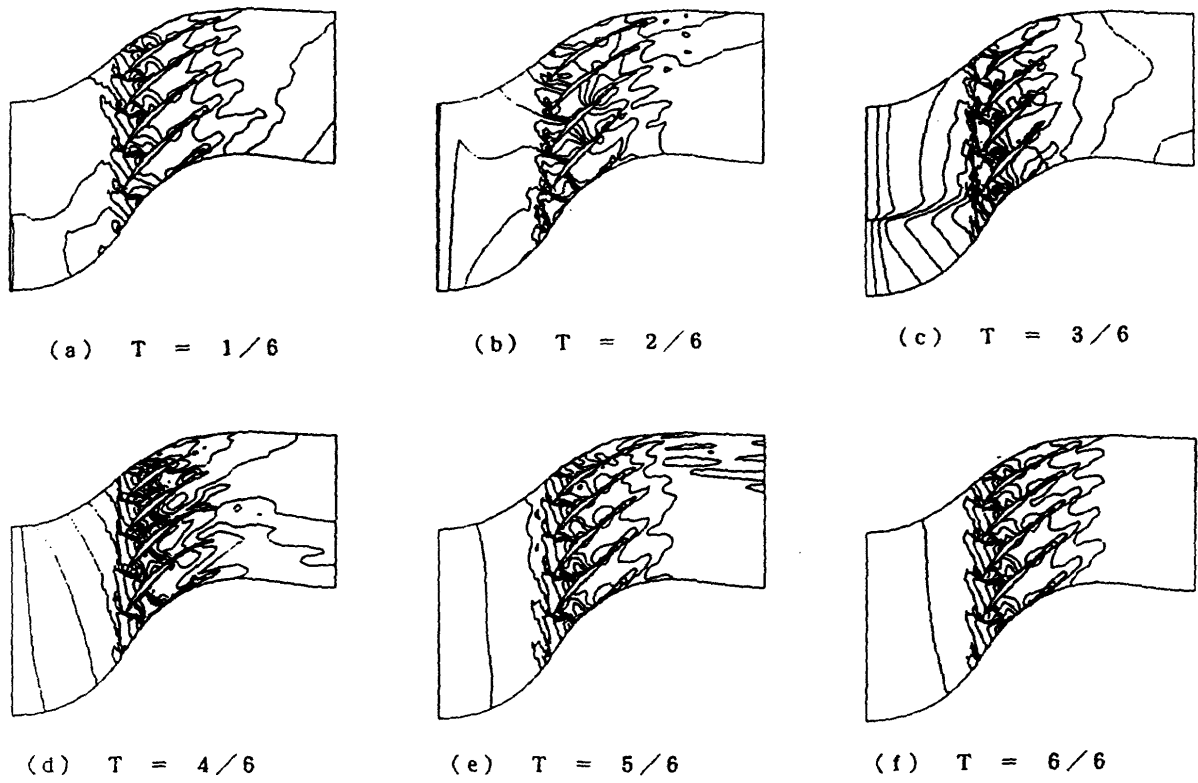 (a) T = 1/6
(b) T = 2/6
(c) T = 3/6
(d) T = 4/6
(e) T = 5/6
(f) T = 6/6